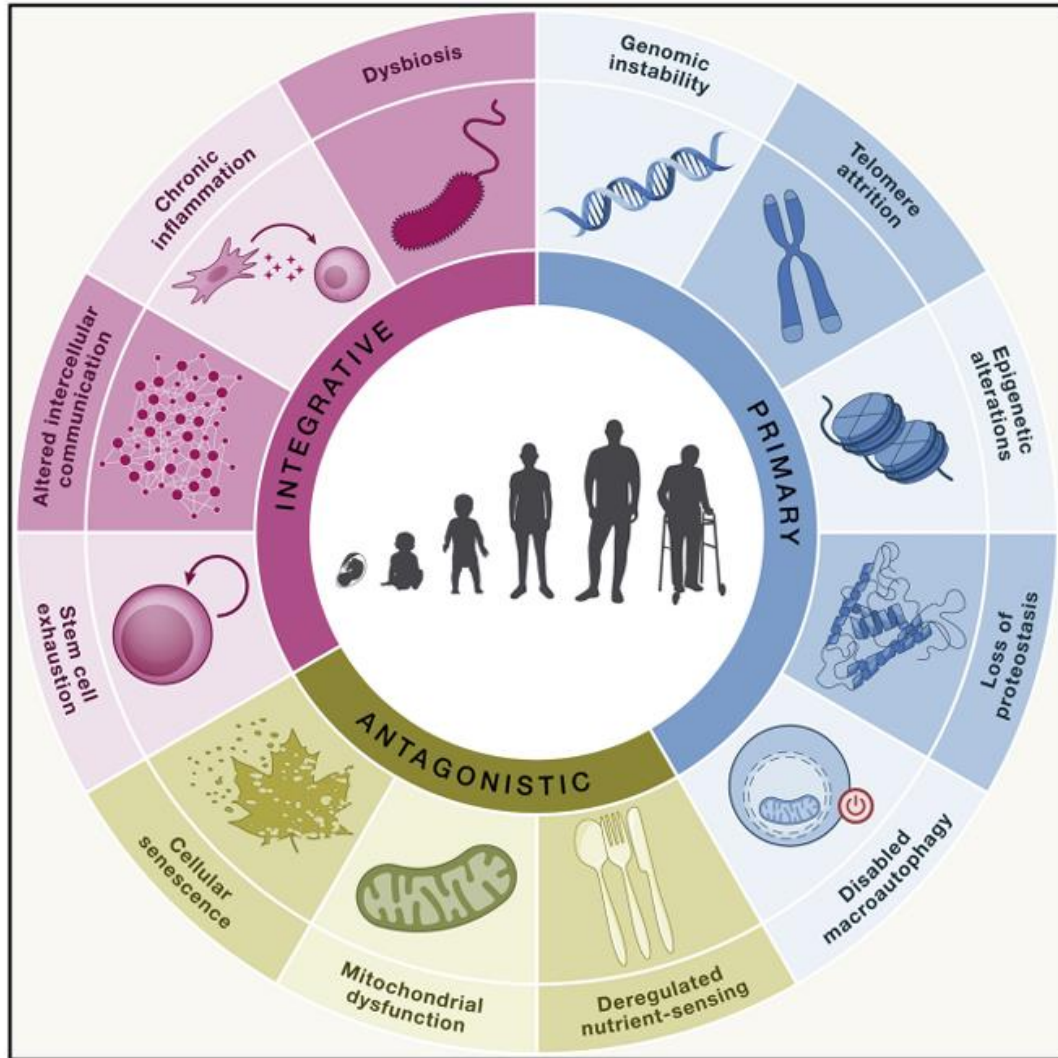 Genomic
instability
Telomere
attrition
Epigenetic
alterations
Loss of
proteostasis
Disabled
macroautophagy
Deregulated
nutrient-sensing
Mitochondrial
dysfunction
Cellular
senescence
Stem cell
exhaustion
Altered intercellular
communication
Chronic
inflammation
Dysbiosis
PRIMARY
ANTAGONISTIC
INTEGRATIVE